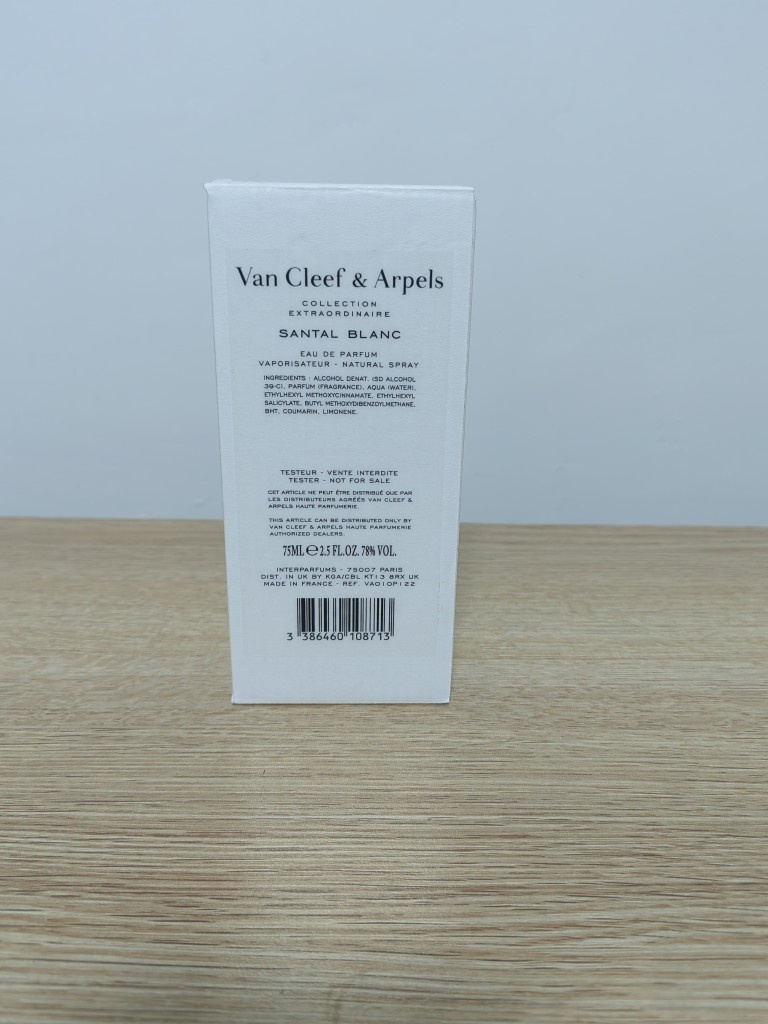 Van Cleef & Arpels
COLLECTION
EXTRAORDINAIRE
SANTAL BLANC
EAU DE PARFUM
VAPORISATEUR - NATURAL SPRAY
INGREDIENTS : ALCOHOL DENAT. (SD ALCOHOL
39-C), PARFUM (FRAGRANCE), AQUA (WATER),
ETHYLHEXYL METHOXYCINNAMATE, ETHYLHEXYL
SALICYLATE, BUTYL METHOXYDIBENZOYLMETHANE,
BHT, COUMARIN, LIMONENE.
TESTEUR - VENTE INTERDITE
TESTER - NOT FOR SALE
CET ARTICLE NE PEUT ÊTRE DISTRIBUÉ QUE PAR
LES DISTRIBUTEURS AGRÉÉS VAN CLEEF &
ARPELS HAUTE PARFUMERIE.
THIS ARTICLE CAN BE DISTRIBUTED ONLY BY
VAN CLEEF & ARPELS HAUTE PARFUMERIE
AUTHORIZED DEALERS.
75ML ℮ 2.5 FL.OZ. 78% VOL.
INTERPARFUMS - 75007 PARIS
DIST. IN UK BY KGA/CBL KT13 8RX UK
MADE IN FRANCE - REF. VA010P122
3 386460 108713